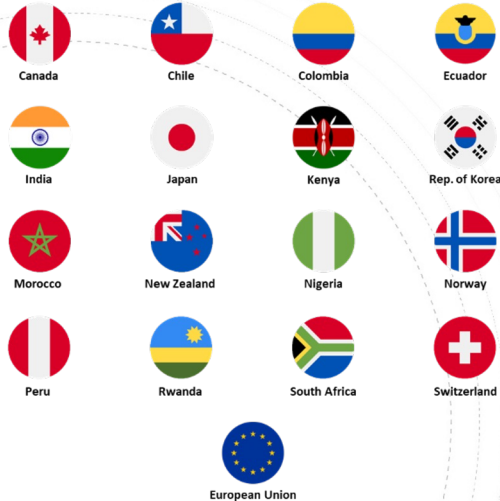 Canada
Chile
Colombia
Ecuador
India
Japan
Kenya
Rep. of Korea
Morocco
New Zealand
Nigeria
Norway
Peru
Rwanda
South Africa
Switzerland
European Union